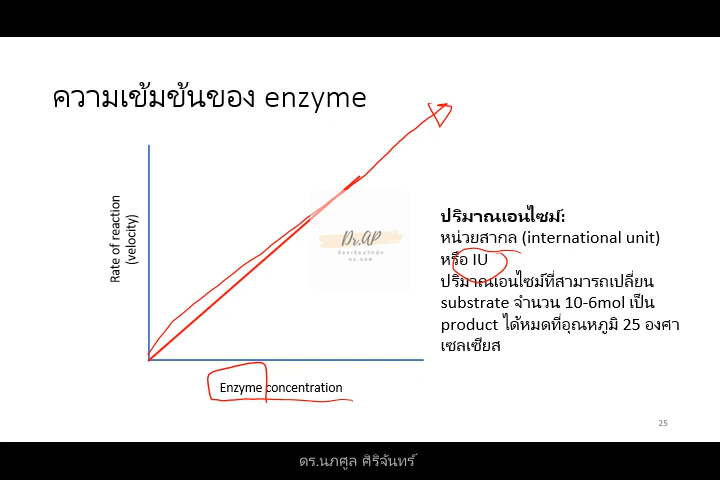 ความเข้มข้นของ enzyme
Rate of reaction
(velocity)
Dr.AP
ปริมาณเอนไซม์:
หน่วยสากล (international unit)
หรือ IU
ปริมาณเอนไซม์ที่สามารถเปลี่ยน
substrate จำนวน 10-6mol เป็น
product ได้หมดที่อุณหภูมิ 25 องศา
เซลเซียส
Enzyme concentration
25
ดร.นภศูล ศิริจันทร์